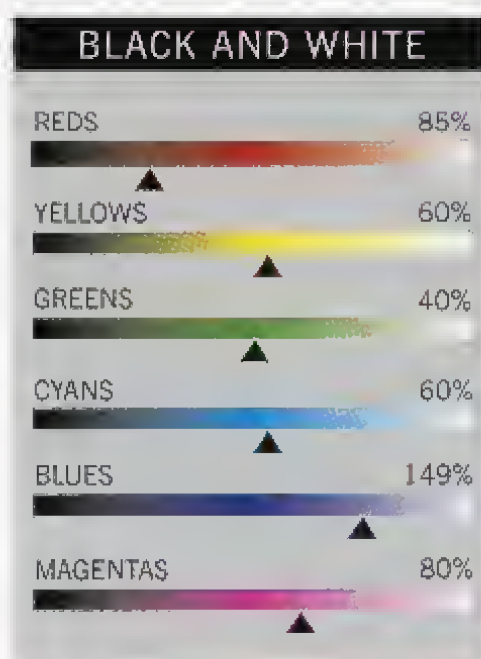 BLACK AND WHITE
REDS 85%
YELLOWS 60%
GREENS 40%
CYANS 60%
BLUES 149%
MAGENTAS 80%